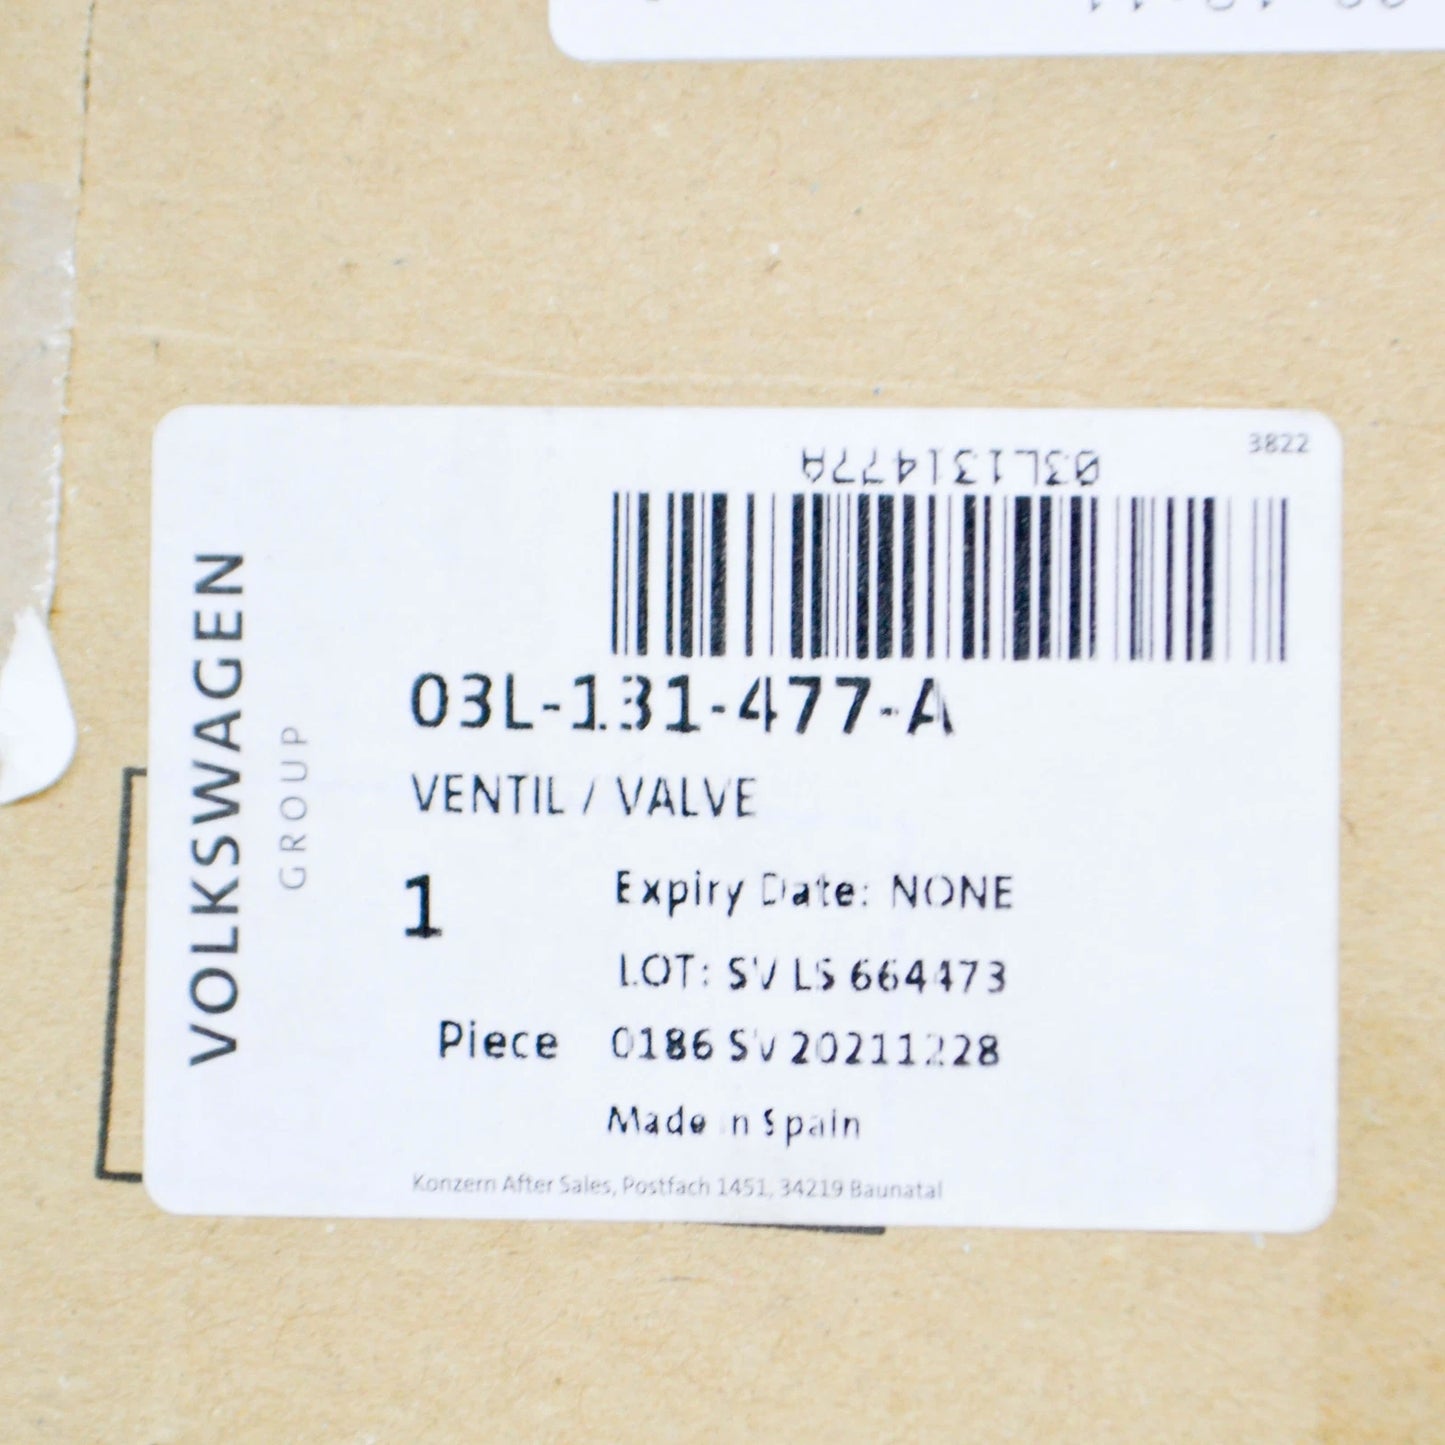 3822
03L131477A
03L-131-477-A
VENTIL / VALVE
1
Expiry Date: NONE
LOT: SV LS 664473
Piece
0186 SV 20211228
Made in Spain
Konzern After Sales, Postfach 1451, 34219 Baunatal
VOLKSWAGEN
GROUP